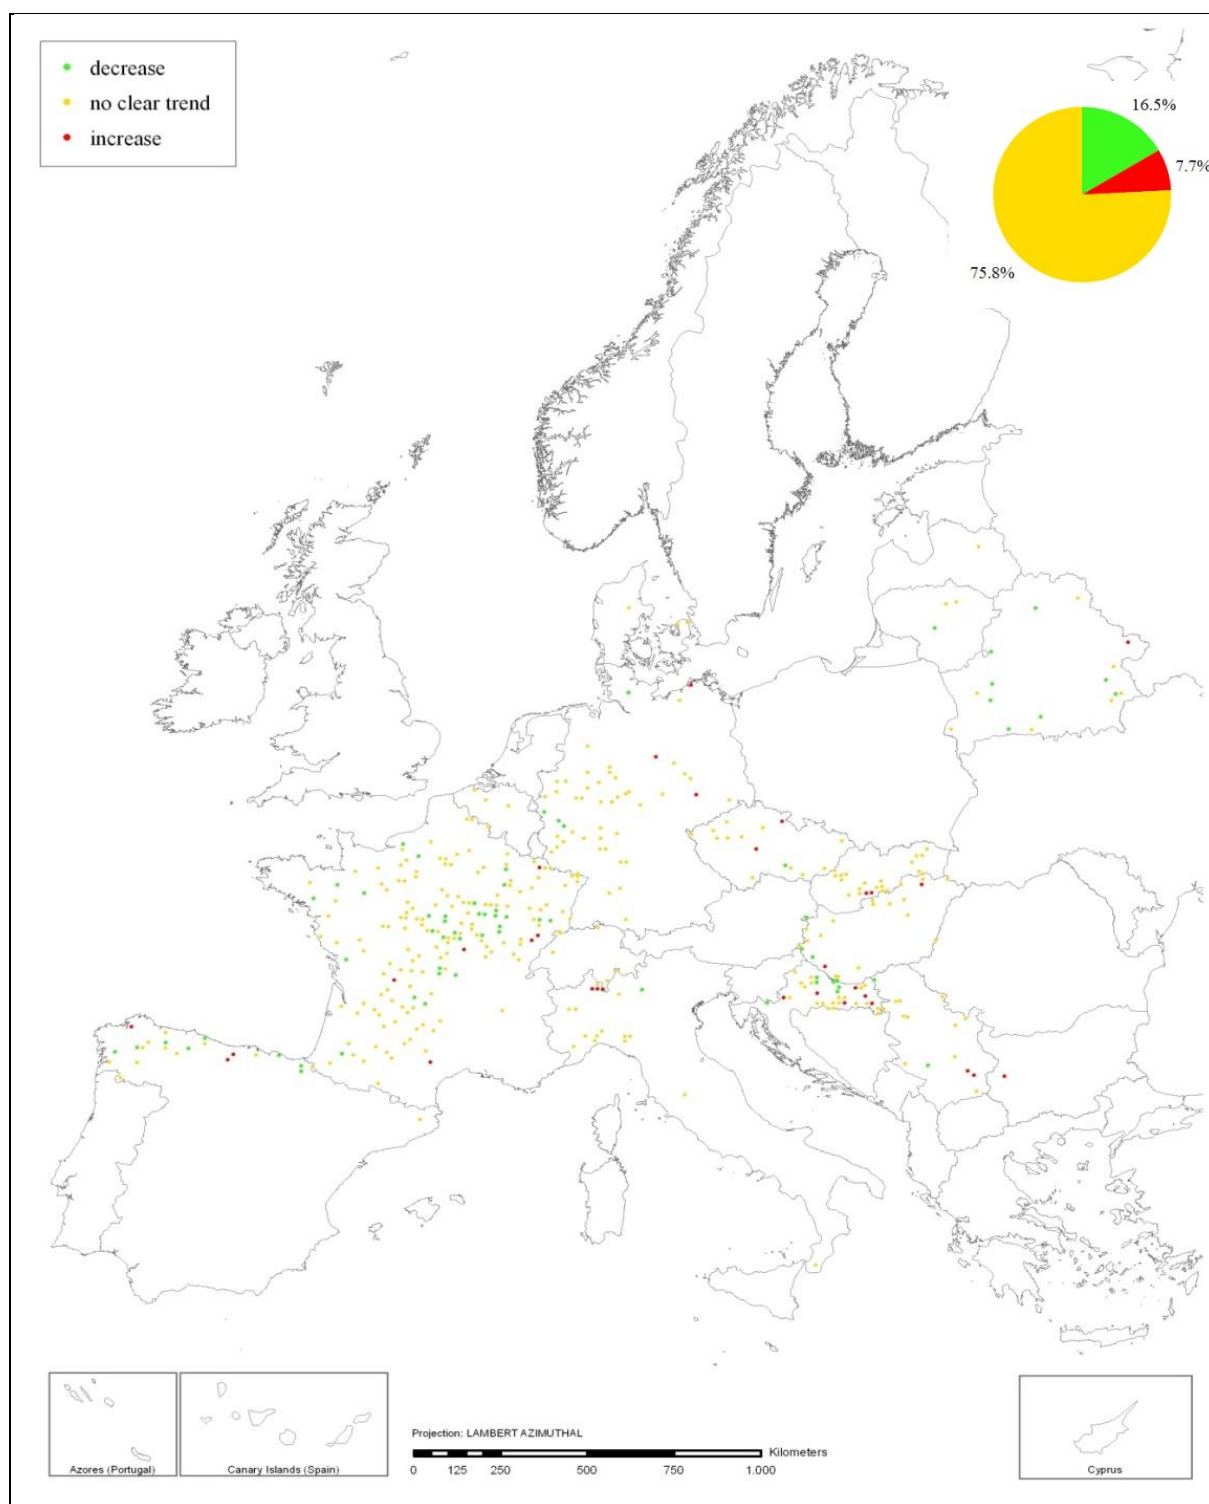 decrease
no clear trend
increase
16.5%
7.7%
75.8%
Projection: LAMBERT AZIMUTHAL
Kilometers
0 125 250 500 750 1.000
Azores (Portugal)
Canary Islands (Spain)
Cyprus